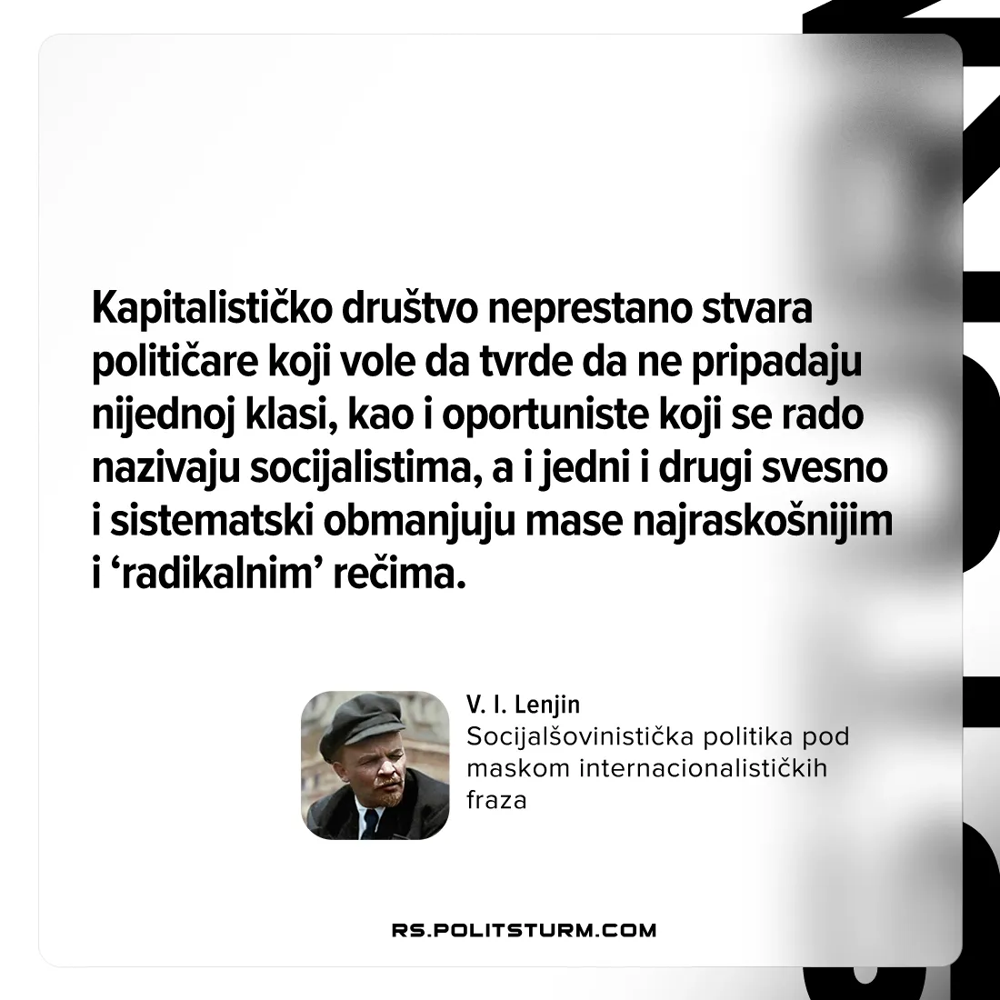 Kapitalističko društvo neprestano stvara
političare koji vole da tvrde da ne pripadaju
nijednoj klasi, kao i oportuniste koji se rado
nazivaju socijalistima, a i jedni i drugi svesno
i sistematski obmanjuju mase najraskošnijim
i ‘radikalnim’ rečima.
V. I. Lenjin
Socijalšovinistička politika pod
maskom internacionalističkih
fraza
RS.POLITSTURM.COM